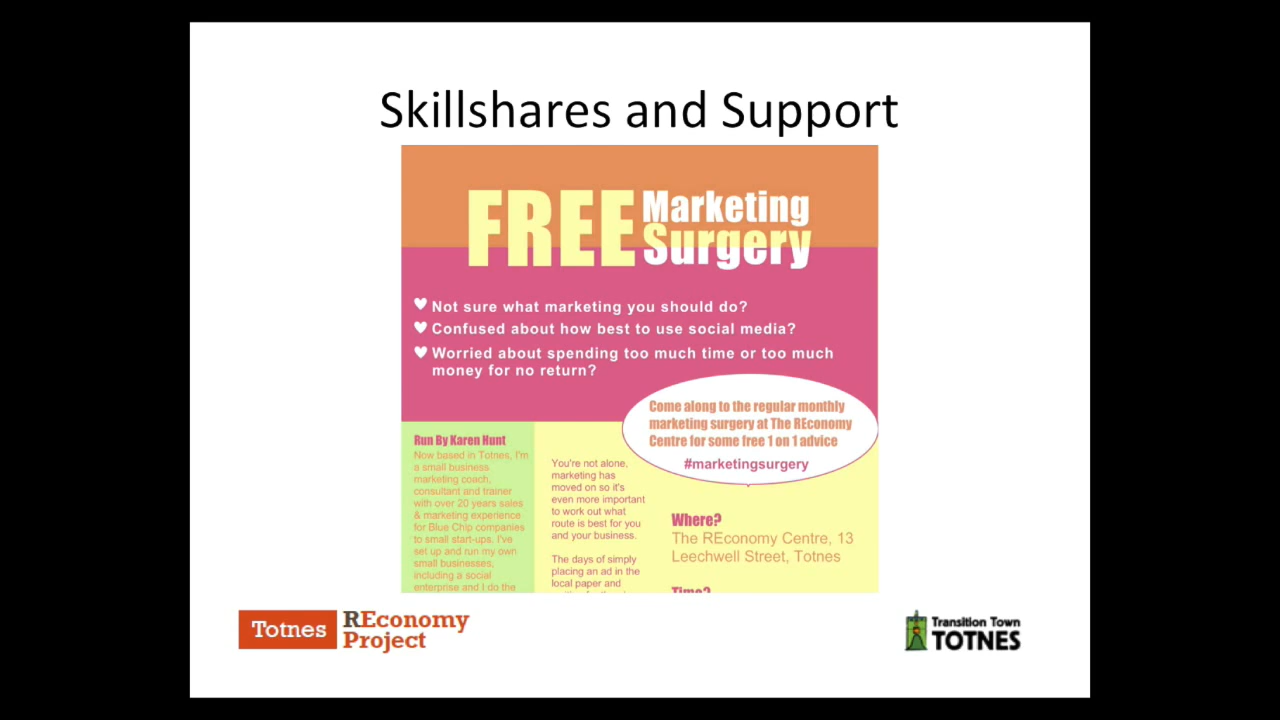 Skillshares and Support
FREE Marketing
Surgery
Not sure what marketing you should do?
Confused about how best to use social media?
Worried about spending too much time or too much
money for no return?
Come along to the regular monthly
marketing surgery at The REconomy
Centre for some free 1 on 1 advice
#marketingsurgery
Run By Karen Hunt
Now based in Totnes, I'm
a small business
marketing coach,
consultant and trainer
with over 20 years sales
& marketing experience
for Blue Chip companies
to small start-ups. I've
set up and run my own
small businesses,
including a social
enterprise and I do the
You're not alone,
marketing has
moved on so it's
even more important
to work out what
route is best for you
and your business.
The days of simply
placing an ad in the
local paper and
Where?
The REconomy Centre, 13
Leechwell Street, Totnes
Time?
Totnes REconomy
Project
Transition Town
TOTNES